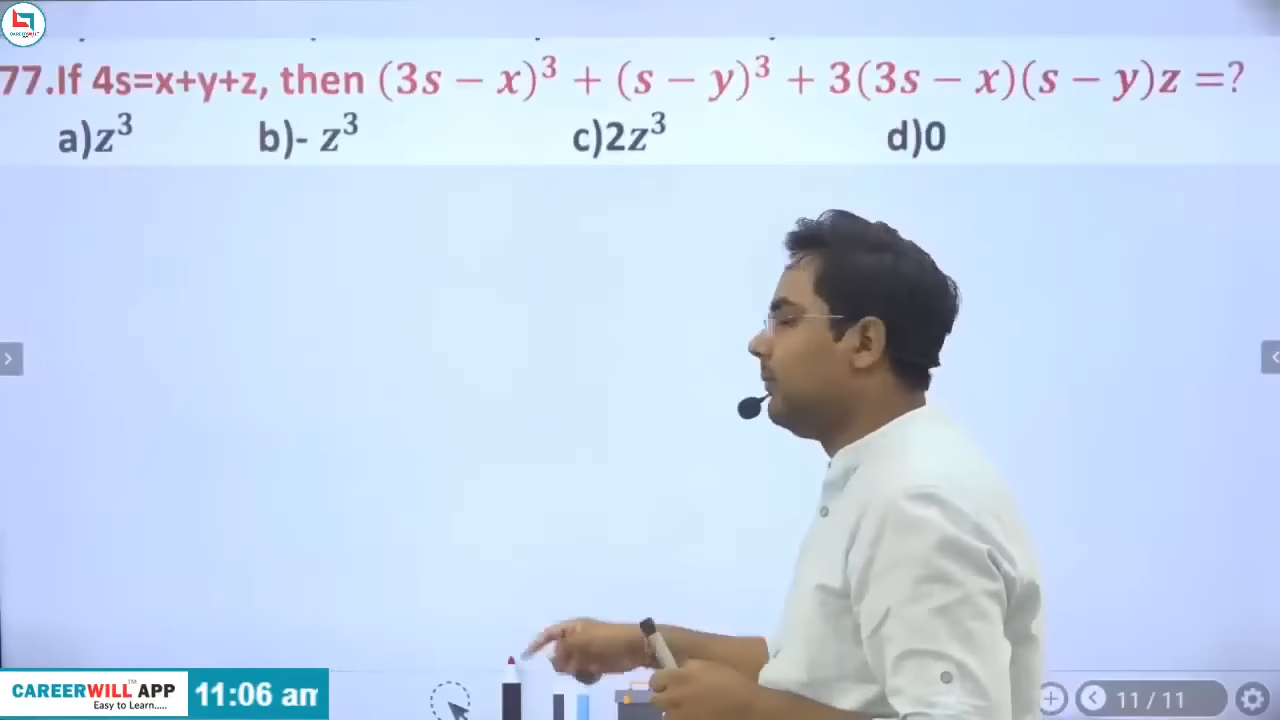 CAREERWILL
77.If 4s=x+y+z, then (3s − x)³ + (s − y)³ + 3(3s − x)(s − y)z =?
a)z³ b)- z³ c)2z³ d)0
CAREERWILL™ APP
Easy to Learn.....
11:06 am
11 / 11